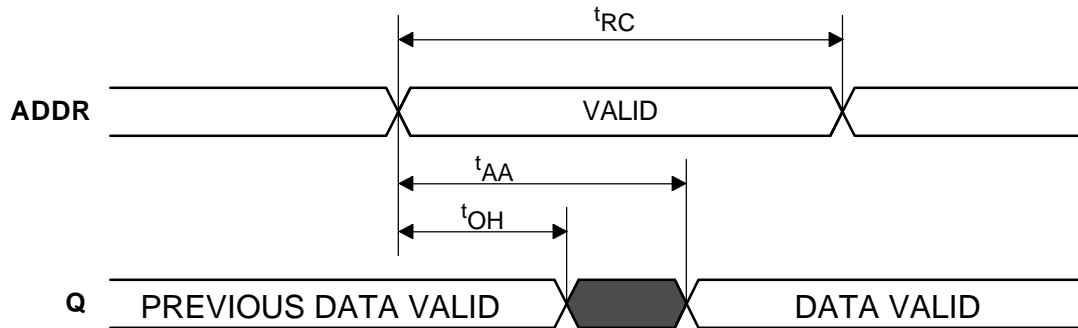 tRC
ADDR VALID
tAA
tOH
Q PREVIOUS DATA VALID DATA VALID